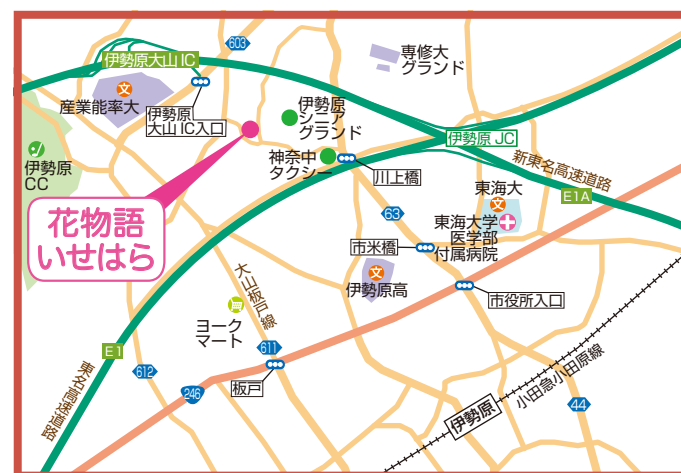 603
専修大
グランド
伊勢原大山IC
産業能率大
伊勢原
大山IC入口
伊勢原
シニア
グランド
伊勢原JC
神奈中
タクシー
川上橋
新東名高速道路
E1A
伊勢原
CC
花物語
いせはら
東海大
63
東海大学
医学部
付属病院
市米橋
伊勢原高
市役所入口
大山板戸線
ヨーク
マート
E1
611
612
246
板戸
東名高速道路
伊勢原
小田急小田原線
44
文
文
文